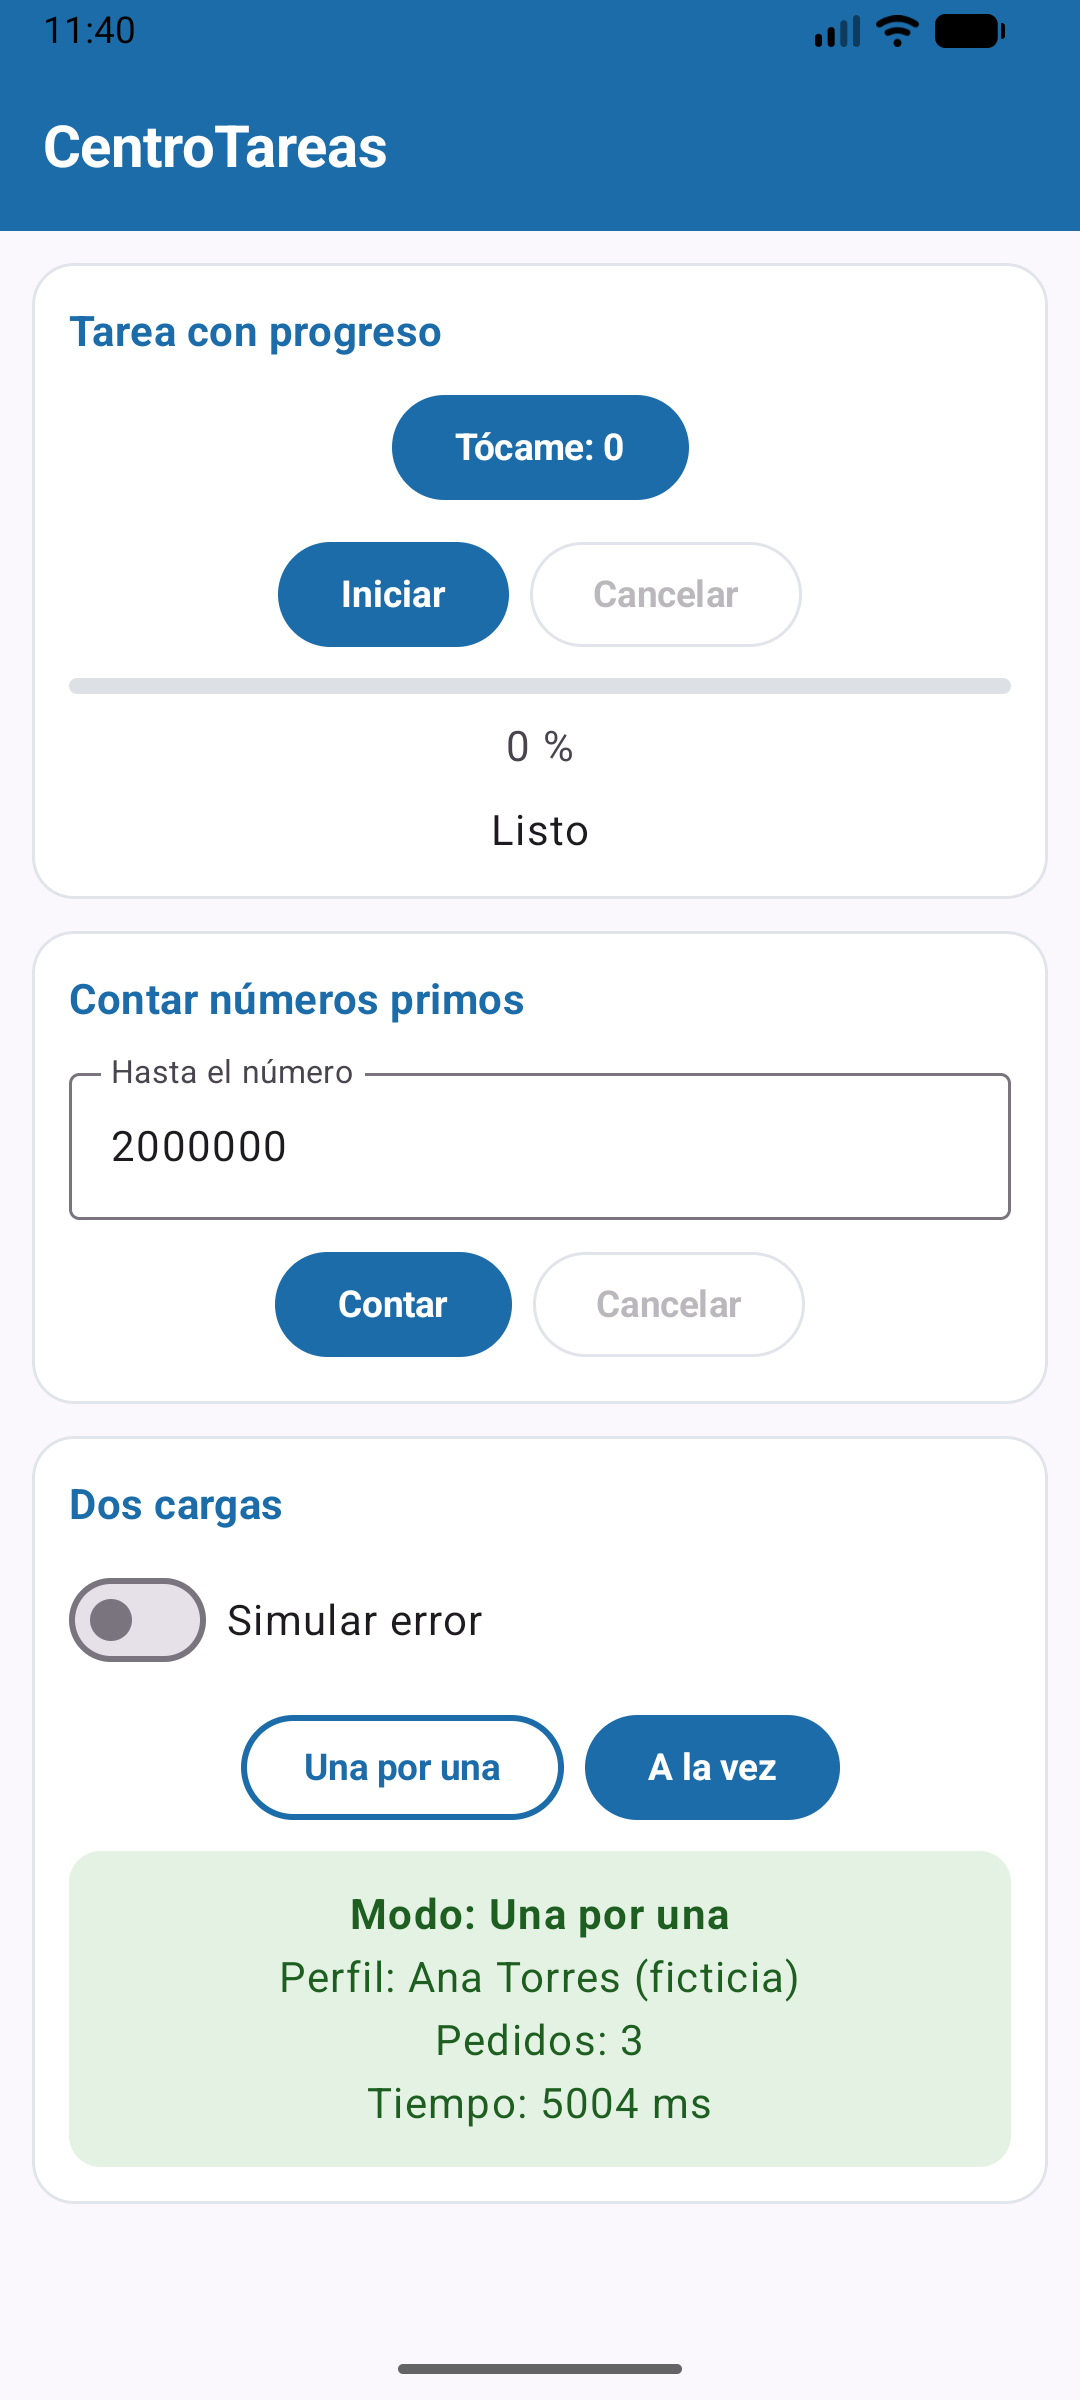 11:40
CentroTareas
Tarea con progreso
Tócame: 0
Iniciar
Cancelar
0 %
Listo
Contar números primos
Hasta el número
2000000
Contar
Cancelar
Dos cargas
Simular error
Una por una
A la vez
Modo: Una por una
Perfil: Ana Torres (ficticia)
Pedidos: 3
Tiempo: 5004 ms